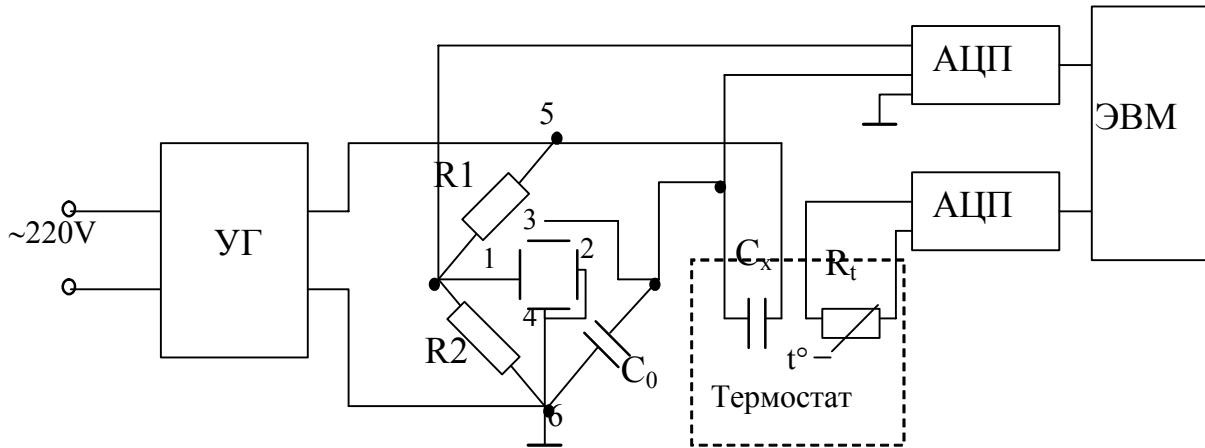 АЦП
ЭВМ
5
R1
3
АЦП
~220V
УГ
1
2
Cₓ
Rₜ
4
R2
C₀
t°
6
Термостат